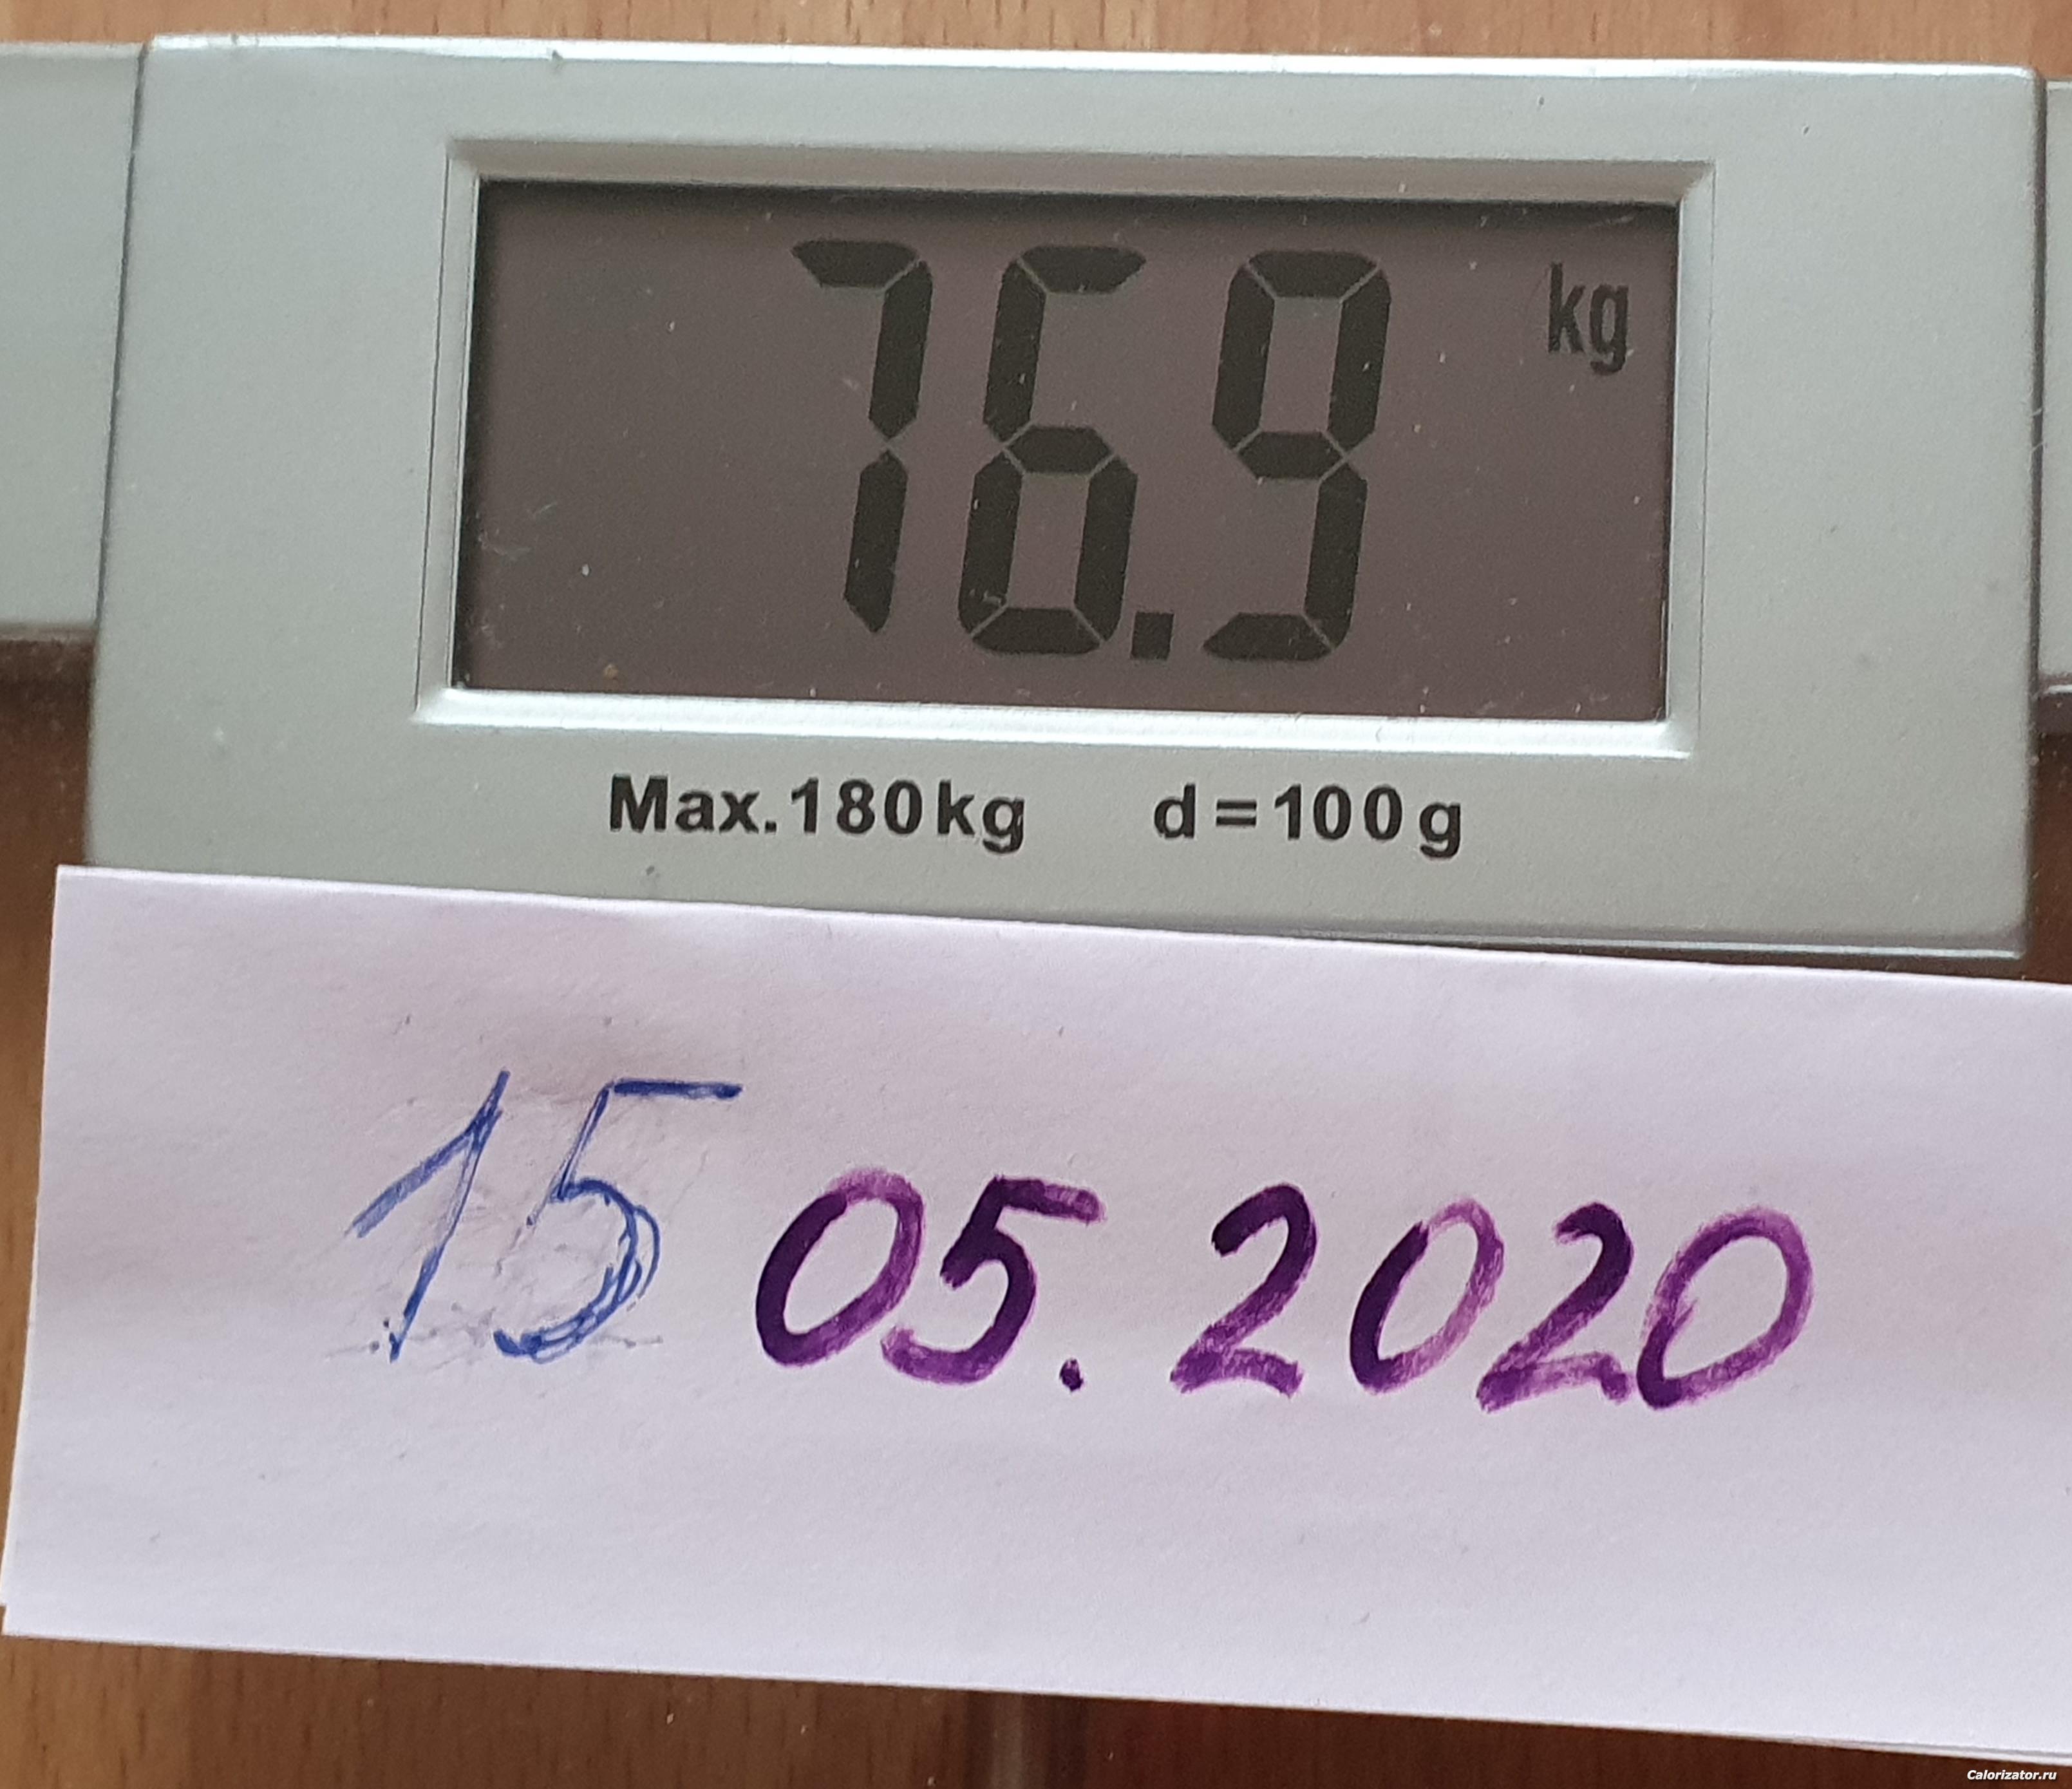 76.9 kg
Max.180kg d=100g
15 05.2020
Calorizator.ru